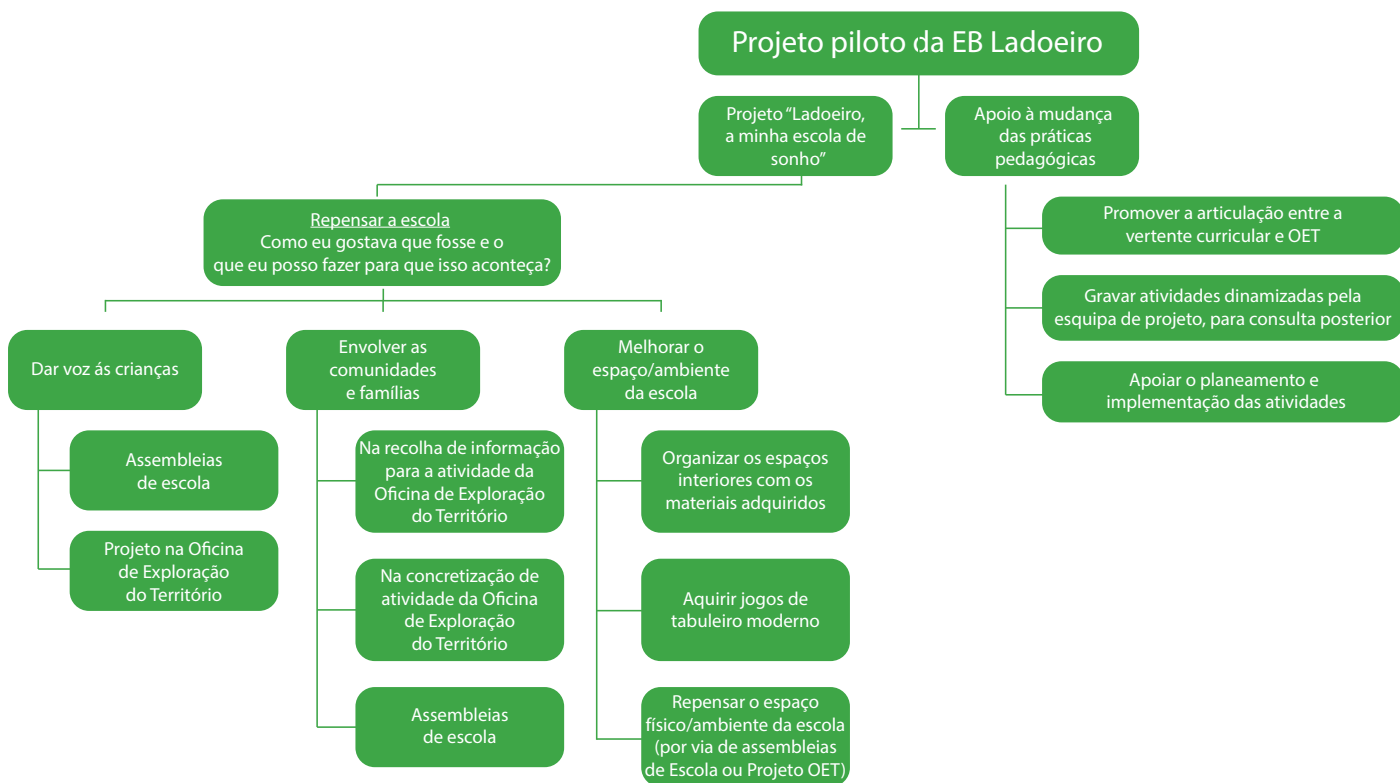 Projeto piloto da EB Ladoeiro
Projeto “Ladoeiro,
a minha escola de
sonho”
Apoio à mudança
das práticas
pedagógicas
Repensar a escola
Como eu gostava que fosse e o
que eu posso fazer para que isso aconteça?
Dar voz ás crianças
Assembleias
de escola
Projeto na Oficina
de Exploração
do Território
Envolver as
comunidades
e famílias
Na recolha de informação
para a atividade da
Oficina de Exploração
do Território
Na concretização de
atividade da Oficina
de Exploração
do Território
Assembleias
de escola
Melhorar o
espaço/ambiente
da escola
Organizar os espaços
interiores com os
materiais adquiridos
Aquirir jogos de
tabuleiro moderno
Repensar o espaço
físico/ambiente da escola
(por via de assembleias
de Escola ou Projeto OET)
Promover a articulação entre a
vertente curricular e OET
Gravar atividades dinamizadas pela
esquipa de projeto, para consulta posterior
Apoiar o planeamento e
implementação das atividades